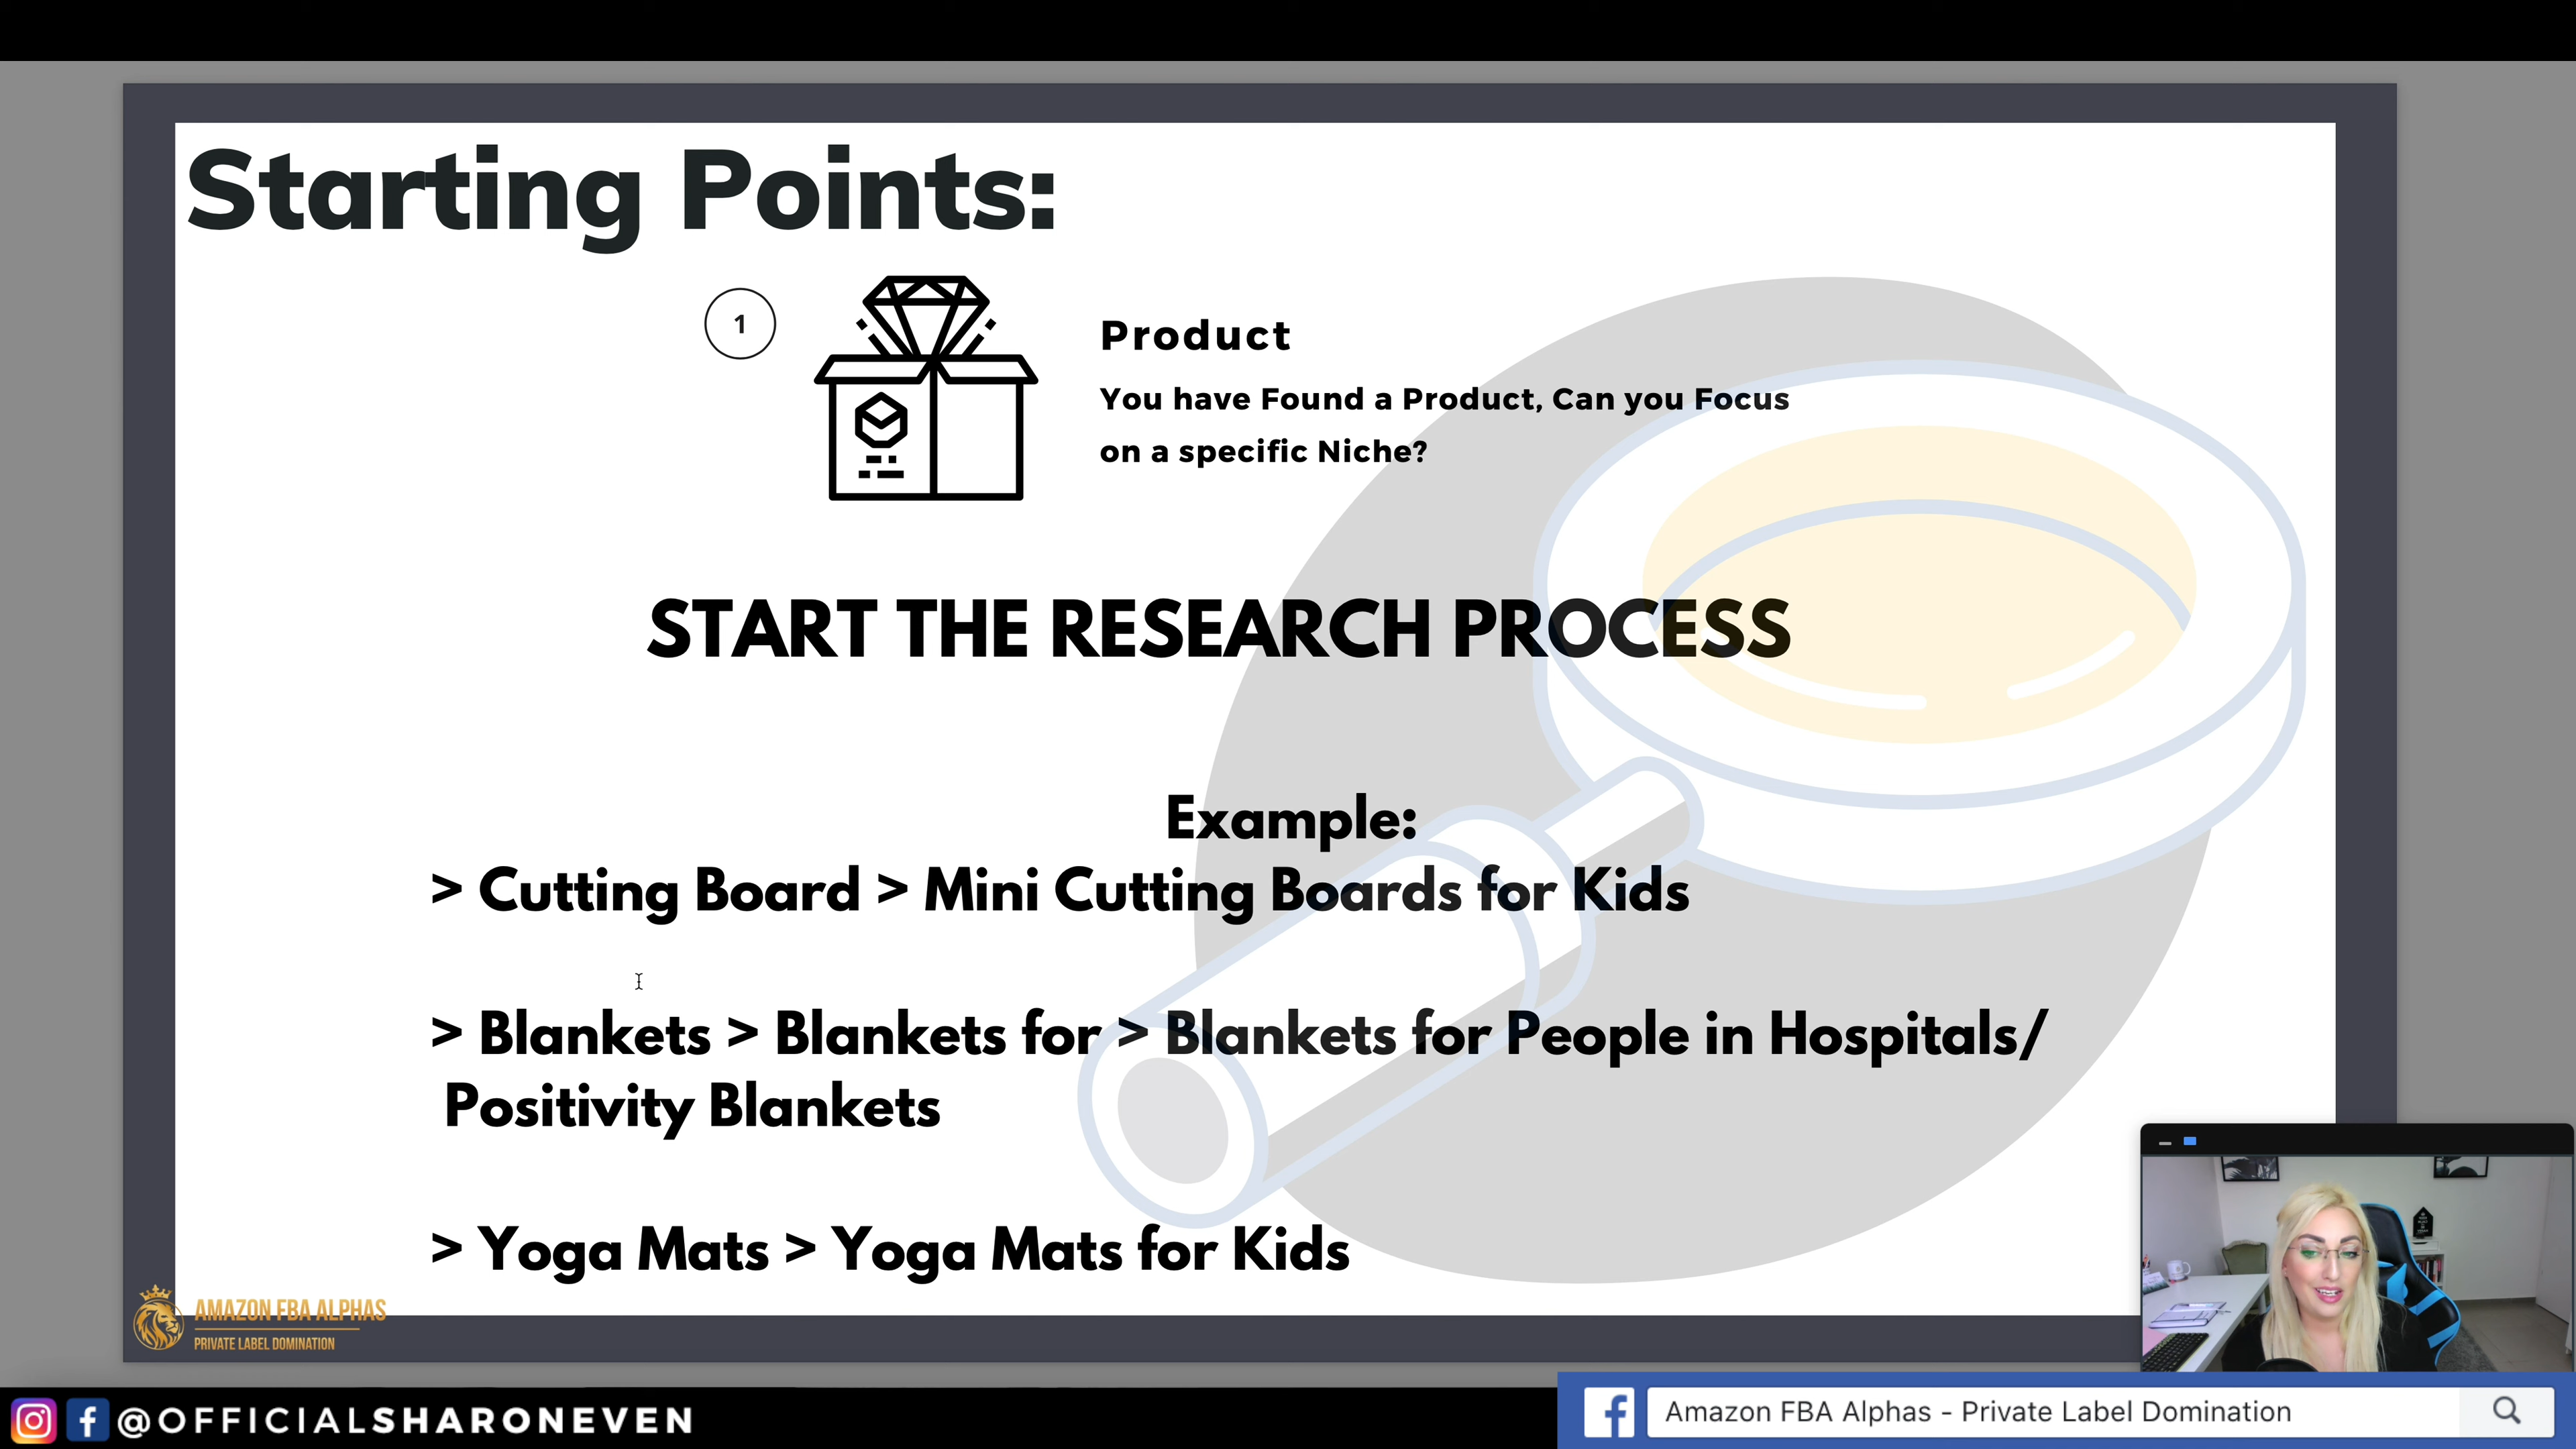 Starting Points:
1
Product
You have Found a Product, Can you Focus
on a specific Niche?
START THE RESEARCH PROCESS
Example:
> Cutting Board > Mini Cutting Boards for Kids
> Blankets > Blankets for > Blankets for People in Hospitals/
Positivity Blankets
> Yoga Mats > Yoga Mats for Kids
AMAZON FBA ALPHAS
PRIVATE LABEL DOMINATION
@OFFICIALSHARONEVEN
Amazon FBA Alphas - Private Label Domination